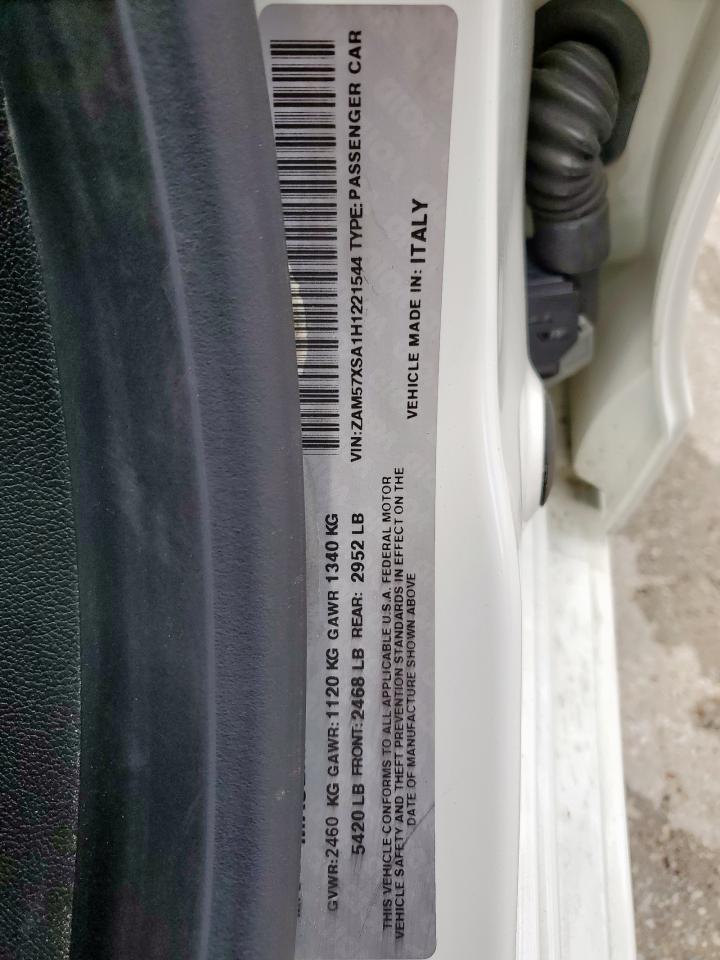 GVWR:2460 KG GAWR:1120 KG GAWR 1340 KG
5420 LB FRONT:2468 LB REAR: 2952 LB
THIS VEHICLE CONFORMS TO ALL APPLICABLE U.S.A. FEDERAL MOTOR
VEHICLE SAFETY AND THEFT PREVENTION STANDARDS IN EFFECT ON THE
DATE OF MANUFACTURE SHOWN ABOVE
VIN:ZAM57XSA1H1221544 TYPE:PASSENGER CAR
VEHICLE MADE IN: ITALY